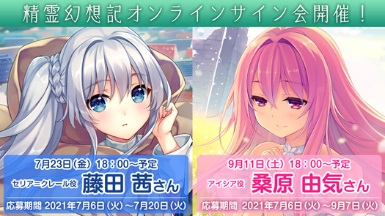 精霊幻想記オンラインサイン会開催！
7月23日(金) 18：00〜予定
セリア＝クレール役 藤田 茜さん
応募期間 2021年7月6日(火)〜7月20日(火)
9月11日(土) 18：00〜予定
アイシア役 桑原 由気さん
応募期間 2021年7月6日(火)〜9月7日(火)